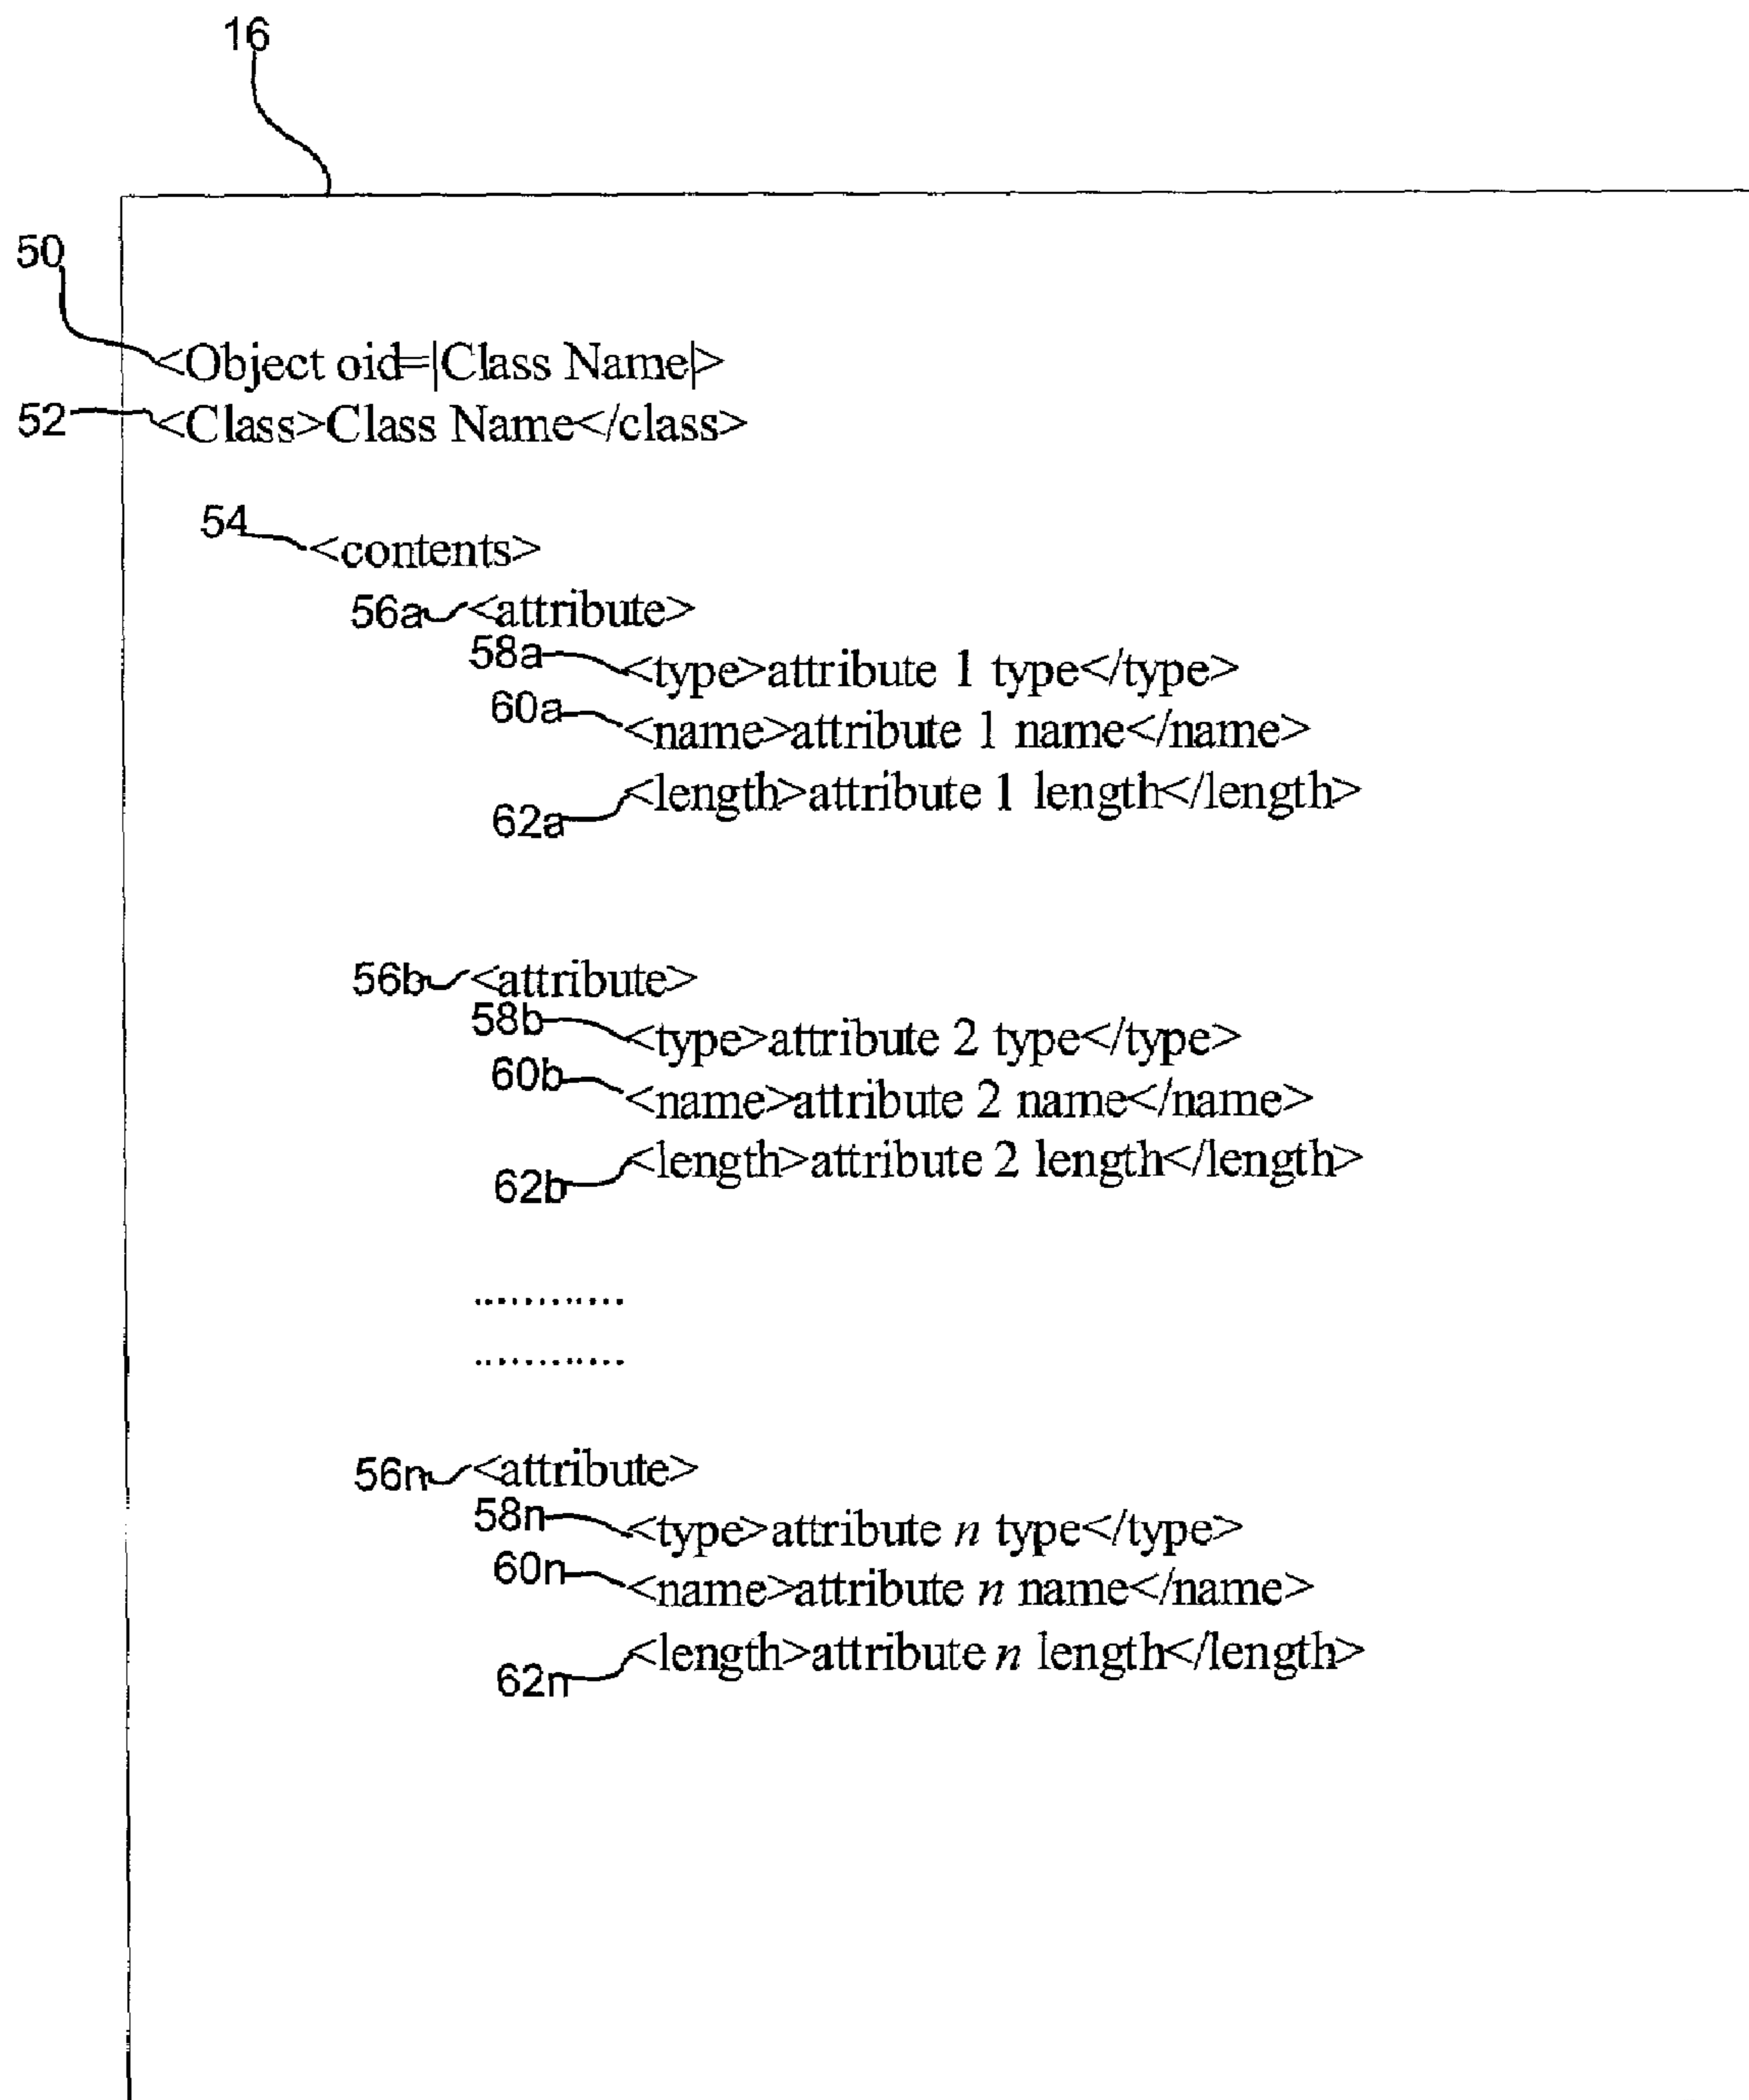 16
50
<Object oid=|Class Name|>
52 <Class>Class Name</class>
54
<contents>
56a <attribute>
58a <type>attribute 1 type</type>
60a <name>attribute 1 name</name>
<length>attribute 1 length</length>
62a
56b <attribute>
58b <type>attribute 2 type</type>
60b <name>attribute 2 name</name>
<length>attribute 2 length</length>
62b
............
............
56n <attribute>
58n <type>attribute n type</type>
60n <name>attribute n name</name>
<length>attribute n length</length>
62n